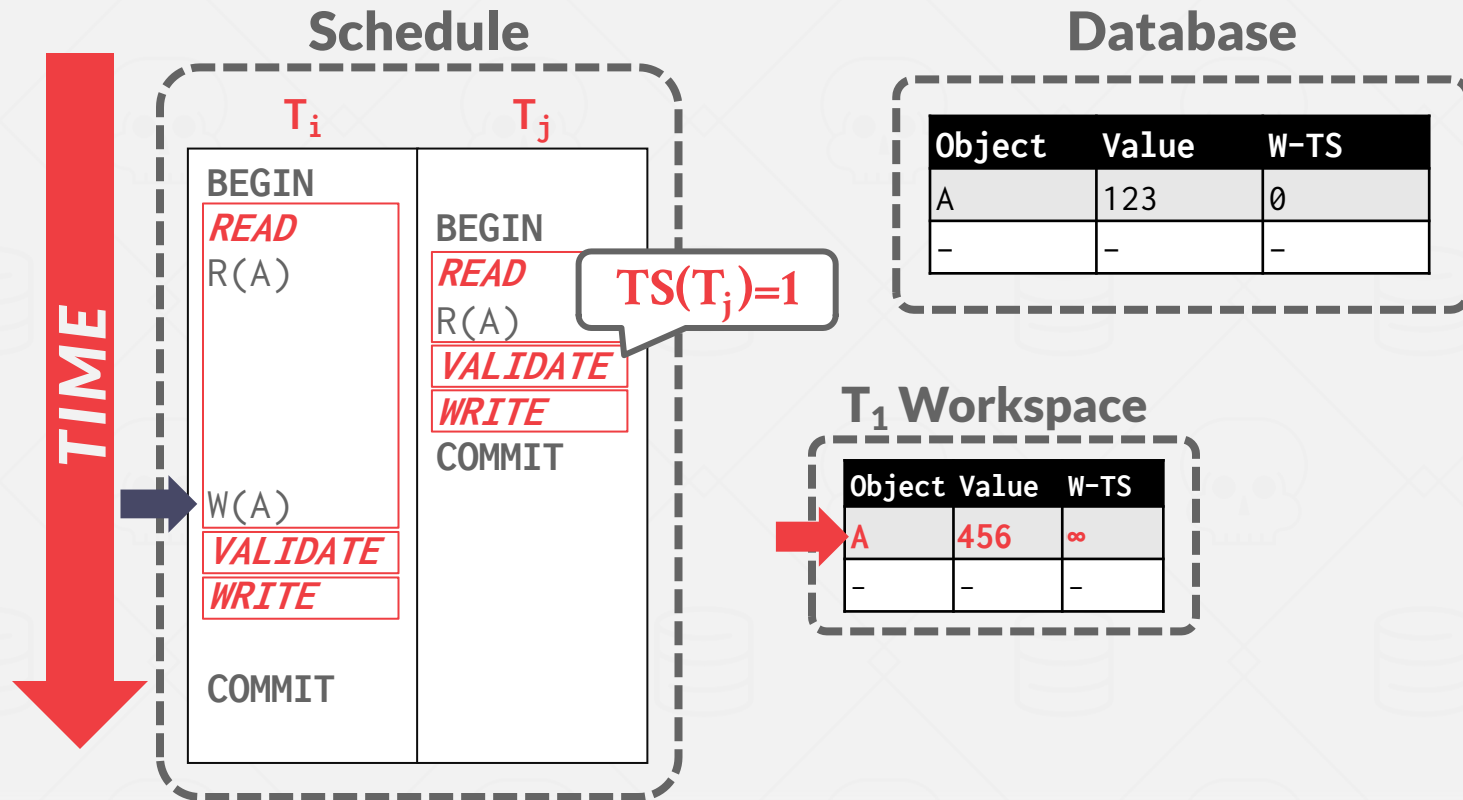 Schedule
TIME
Tᵢ Tⱼ
BEGIN
READ
R(A)
W(A)
VALIDATE
WRITE
COMMIT
BEGIN
READ
R(A)
VALIDATE
WRITE
COMMIT
TS(Tⱼ)=1
Database
Object Value W-TS
A 123 0
- - -
T₁ Workspace
Object Value W-TS
A 456 ∞
- - -